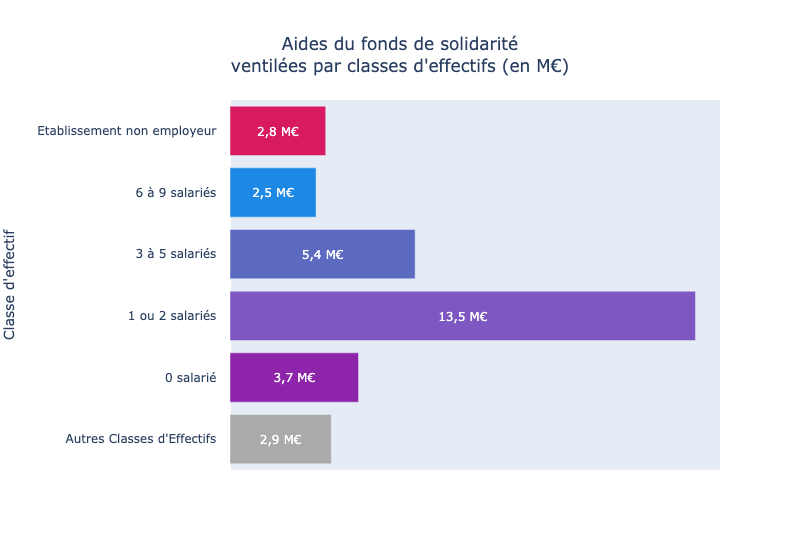 Aides du fonds de solidarité
ventilées par classes d'effectifs (en M€)
Classe d'effectif
Etablissement non employeur
2,8 M€
6 à 9 salariés
2,5 M€
3 à 5 salariés
5,4 M€
1 ou 2 salariés
13,5 M€
0 salarié
3,7 M€
Autres Classes d'Effectifs
2,9 M€